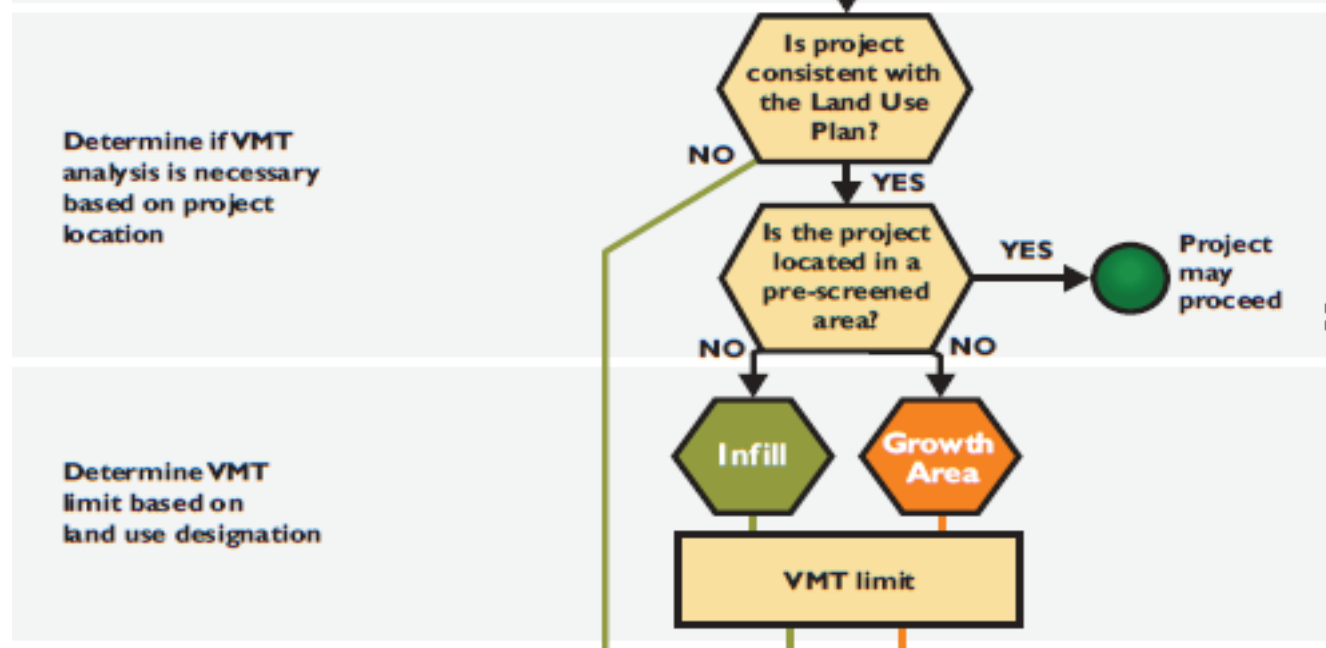 Is project
consistent with
the Land Use
Plan?
Determine if VMT
analysis is necessary
based on project
location
NO
YES
Is the project
located in a
pre-screened
area?
YES
Project
may
proceed
NO
NO
Determine VMT
limit based on
land use designation
Infill
Growth
Area
VMT limit